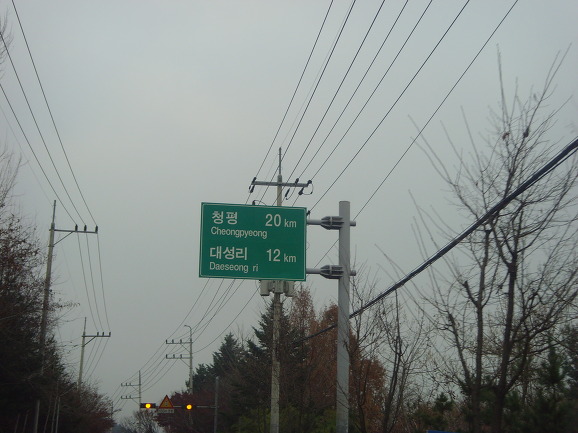 청평 20 km
Cheongpyeong
대성리 12 km
Daeseong ri